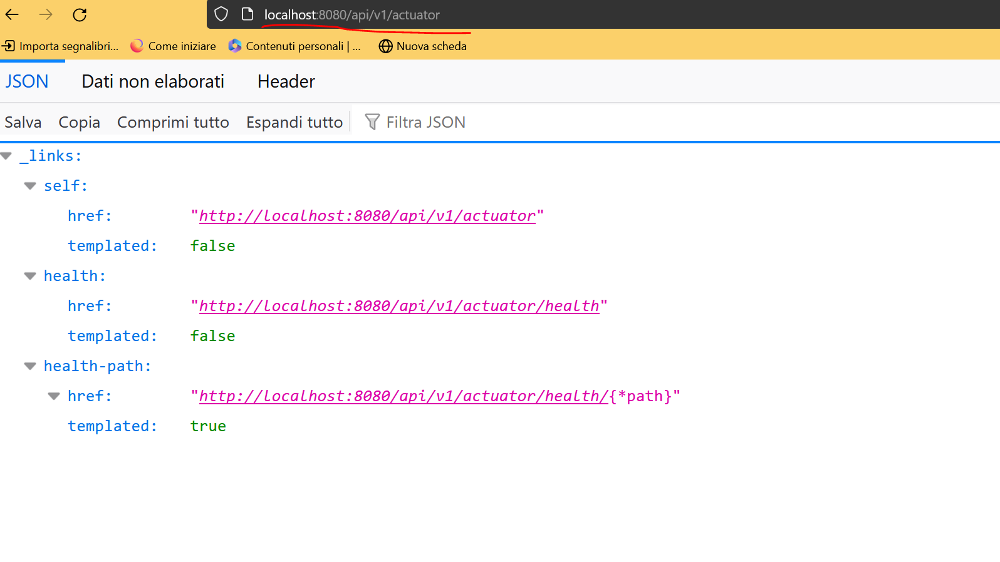 localhost:8080/api/v1/actuator
Importa segnalibri... Come iniziare Contenuti personali | ... Nuova scheda
JSON Dati non elaborati Header
Salva Copia Comprimi tutto Espandi tutto Filtra JSON
_links:
self:
href: "http://localhost:8080/api/v1/actuator"
templated: false
health:
href: "http://localhost:8080/api/v1/actuator/health"
templated: false
health-path:
href: "http://localhost:8080/api/v1/actuator/health/{*path}"
templated: true